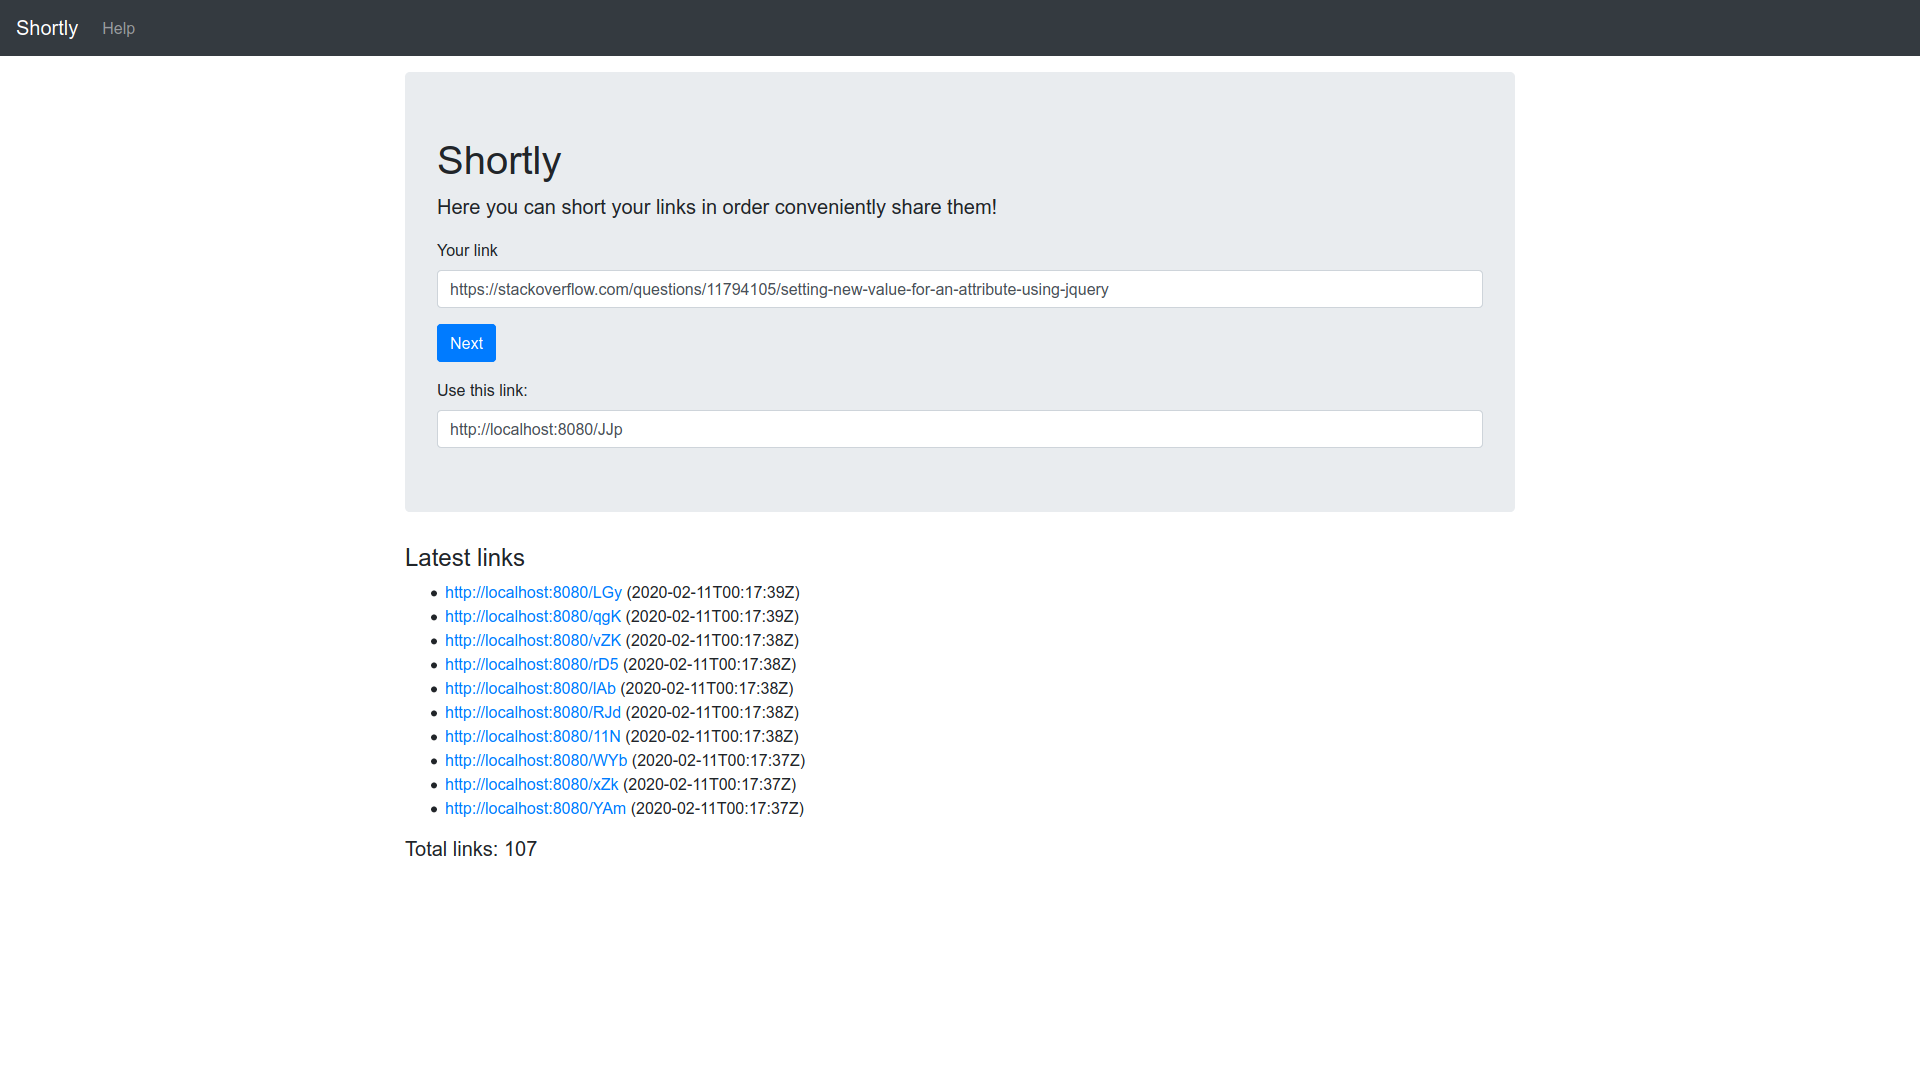 Shortly Help
Shortly
Here you can short your links in order conveniently share them!
Your link
https://stackoverflow.com/questions/11794105/setting-new-value-for-an-attribute-using-jquery
Next
Use this link:
http://localhost:8080/JJp
Latest links
http://localhost:8080/LGy (2020-02-11T00:17:39Z)
http://localhost:8080/qgK (2020-02-11T00:17:39Z)
http://localhost:8080/vZK (2020-02-11T00:17:38Z)
http://localhost:8080/rD5 (2020-02-11T00:17:38Z)
http://localhost:8080/lAb (2020-02-11T00:17:38Z)
http://localhost:8080/RJd (2020-02-11T00:17:38Z)
http://localhost:8080/11N (2020-02-11T00:17:38Z)
http://localhost:8080/WYb (2020-02-11T00:17:37Z)
http://localhost:8080/xZk (2020-02-11T00:17:37Z)
http://localhost:8080/YAm (2020-02-11T00:17:37Z)
Total links: 107